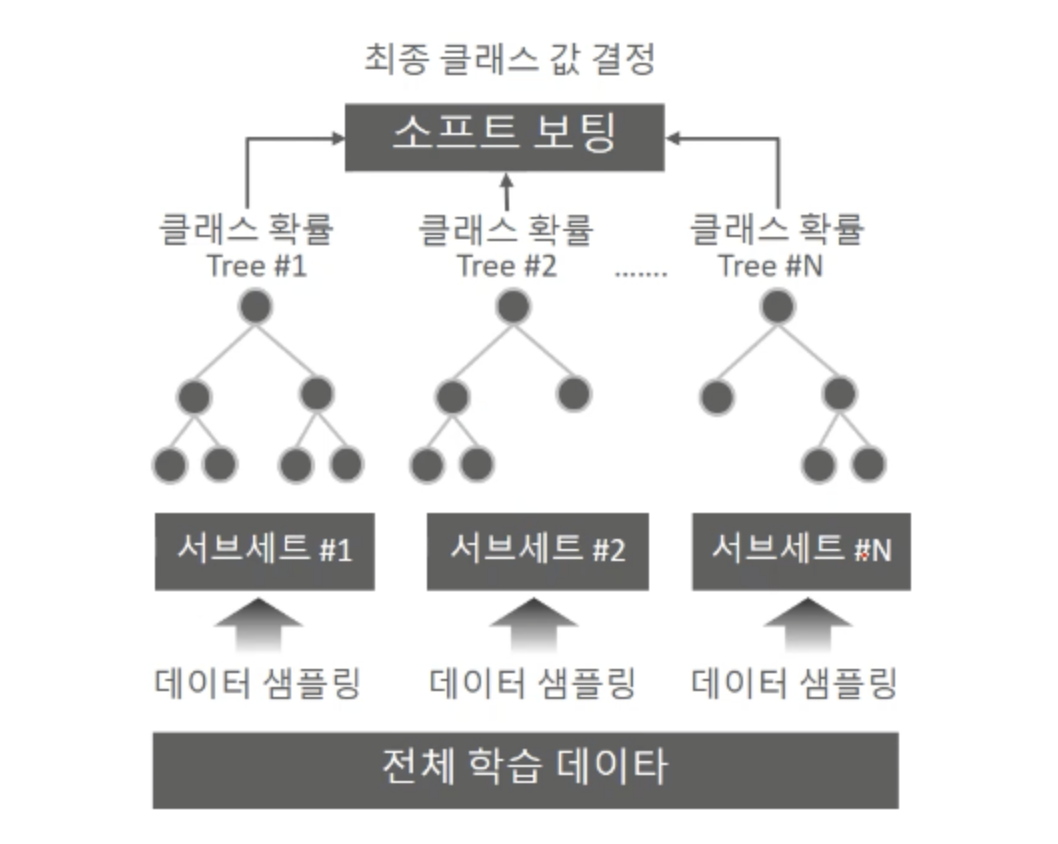 최종 클래스 값 결정
소프트 보팅
클래스 확률 클래스 확률 클래스 확률
Tree #1 Tree #2 ....... Tree #N
서브세트 #1 서브세트 #2 서브세트 #N
데이터 샘플링 데이터 샘플링 데이터 샘플링
전체 학습 데이타